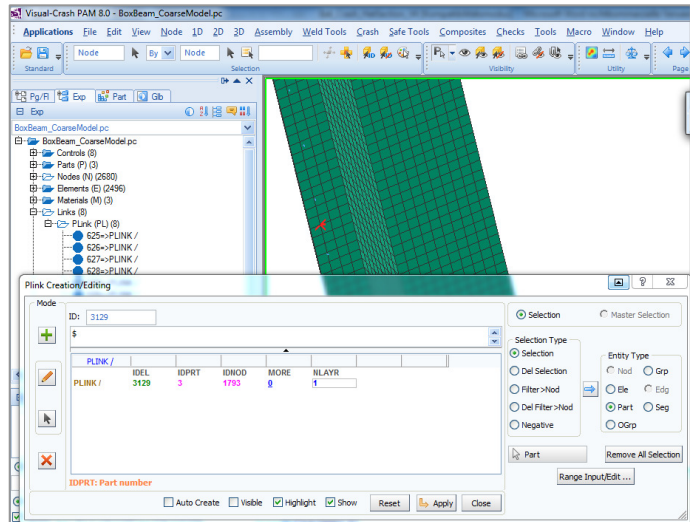 Visual-Crash PAM 8.0 - BoxBeam_CoarseModel.pc
Applications File Edit View Node 1D 2D 3D Assembly Weld Tools Crash Safe Tools Composites Checks Tools Macro Window Help
Node By Node
Standard Selection Visibility Utility Page
Pg/Fl Exp Part Glb
Exp
BoxBeam_CoarseModel.pc
BoxBeam_CoarseModel.pc
Controls (8)
Parts (P) (3)
Nodes (N) (2680)
Elements (E) (2496)
Materials (M) (3)
Links (8)
PLink (PL) (8)
625=>PLINK /
626=>PLINK /
627=>PLINK /
628=>PLINK /
Plink Creation/Editing
Mode
ID: 3129
$
PLINK /
IDEL IDPRT IDNOD MORE NLAYR
PLINK / 3129 3 1793 0 1
IDPRT: Part number
Auto Create Visible Highlight Show Reset Apply Close
Selection Master Selection
Selection Type
Selection
Del Selection
Filter>Nod
Del Filter>Nod
Negative
Entity Type
Nod Grp
Ele Edg
Part Seg
OGrp
Part Remove All Selection
Range Input/Edit ...